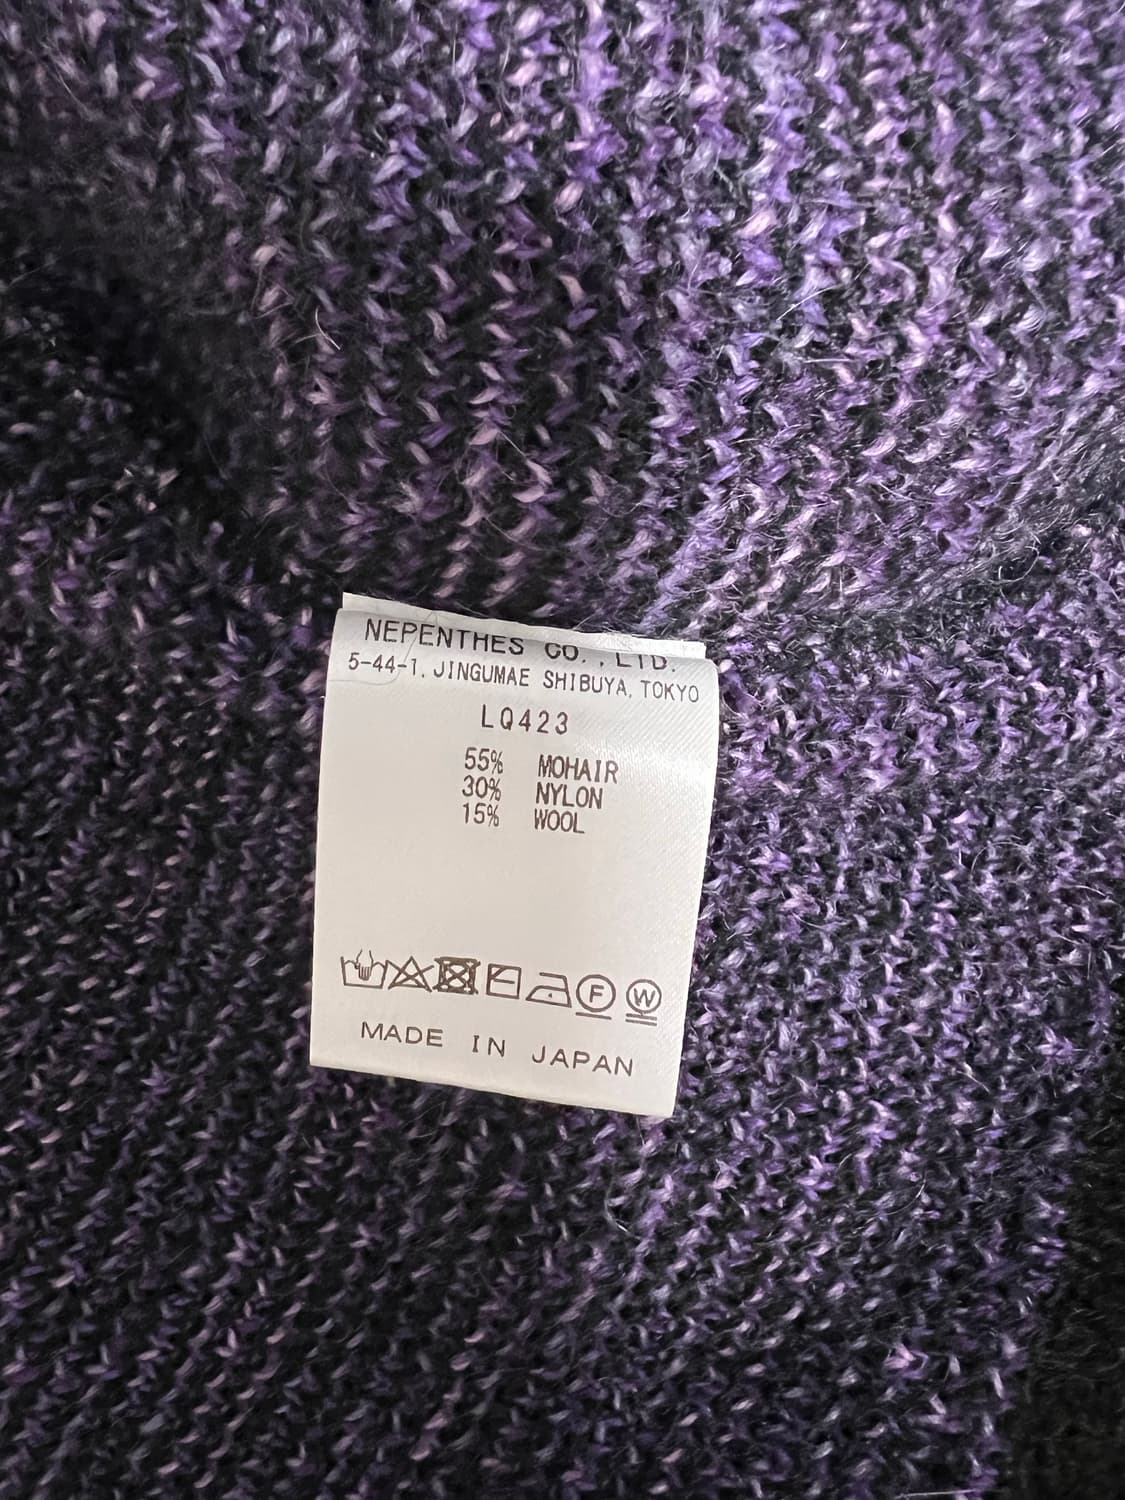 NEPENTHES CO., LTD.
5-44-1, JINGUMAE SHIBUYA, TOKYO
LQ423
55% MOHAIR
30% NYLON
15% WOOL
F W
MADE IN JAPAN